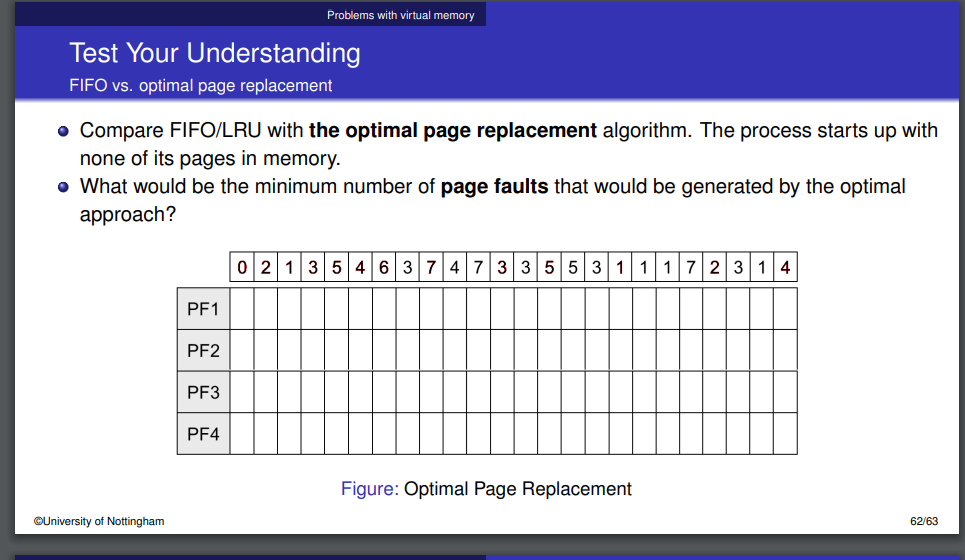 Problems with virtual memory
Test Your Understanding
FIFO vs. optimal page replacement
Compare FIFO/LRU with the optimal page replacement algorithm. The process starts up with
none of its pages in memory.
What would be the minimum number of page faults that would be generated by the optimal
approach?
0 2 1 3 5 4 6 3 7 4 7 3 3 5 5 3 1 1 1 7 2 3 1 4
PF1
PF2
PF3
PF4
Figure: Optimal Page Replacement
©University of Nottingham
62/63